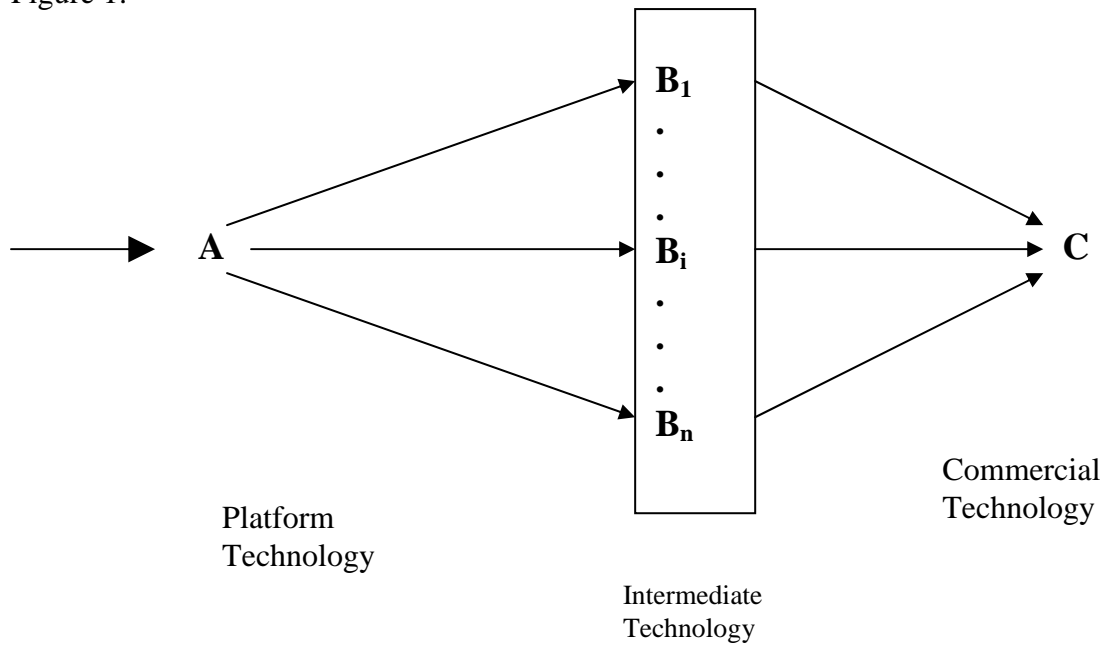 Figure 1:
B₁
.
.
.
A
Bᵢ
C
.
.
.
Bₙ
Commercial
Technology
Platform
Technology
Intermediate
Technology